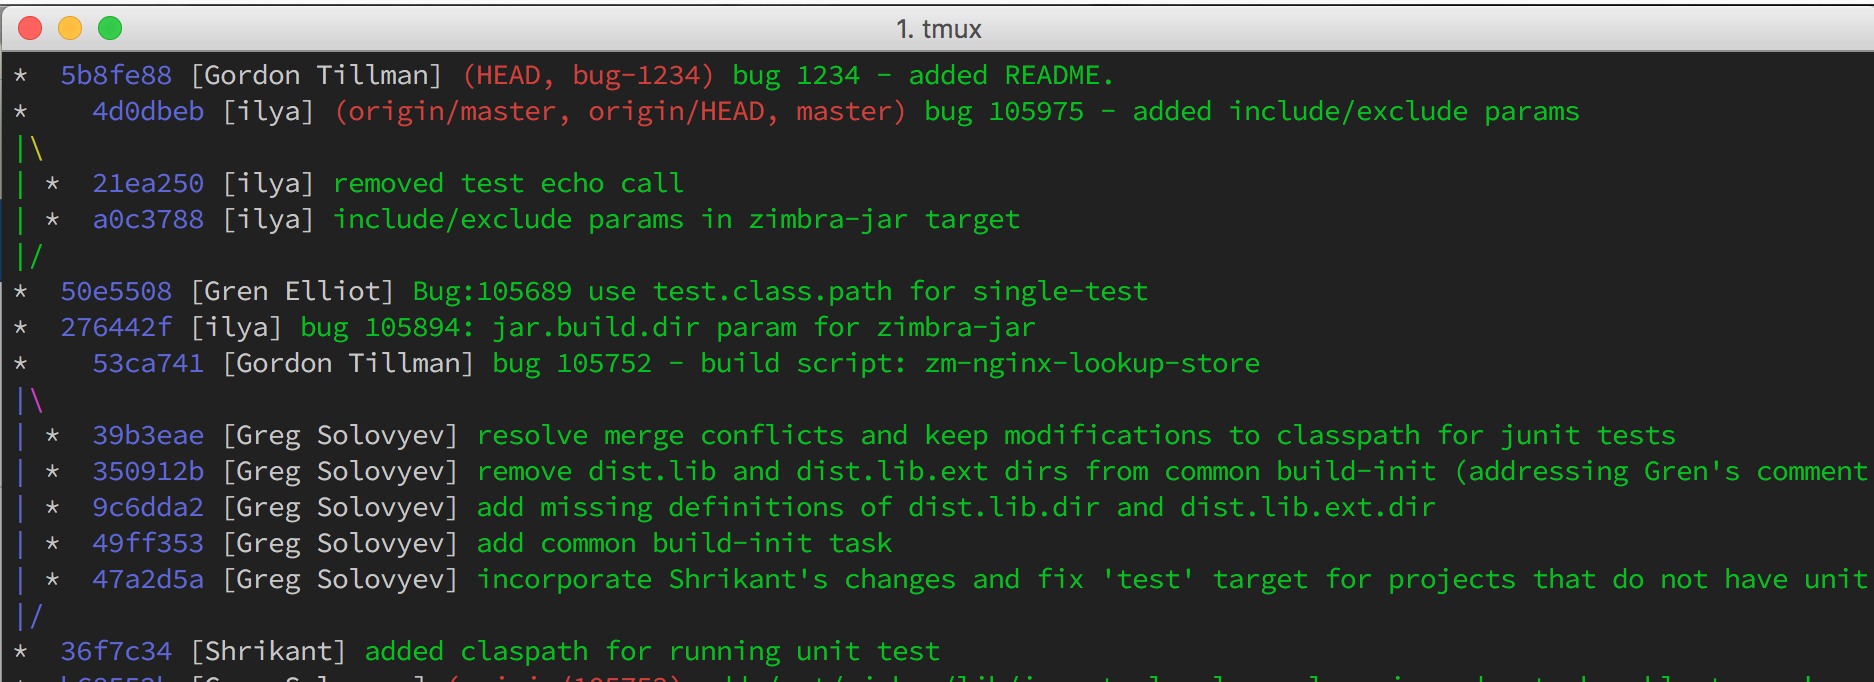 1. tmux
* 5b8fe88 [Gordon Tillman] (HEAD, bug-1234) bug 1234 - added README.
* 4d0dbeb [ilya] (origin/master, origin/HEAD, master) bug 105975 - added include/exclude params
|\
| * 21ea250 [ilya] removed test echo call
| * a0c3788 [ilya] include/exclude params in zimbra-jar target
|/
* 50e5508 [Gren Elliot] Bug:105689 use test.class.path for single-test
* 276442f [ilya] bug 105894: jar.build.dir param for zimbra-jar
* 53ca741 [Gordon Tillman] bug 105752 - build script: zm-nginx-lookup-store
|\
| * 39b3eae [Greg Solovyev] resolve merge conflicts and keep modifications to classpath for junit tests
| * 350912b [Greg Solovyev] remove dist.lib and dist.lib.ext dirs from common build-init (addressing Gren's comment
| * 9c6dda2 [Greg Solovyev] add missing definitions of dist.lib.dir and dist.lib.ext.dir
| * 49ff353 [Greg Solovyev] add common build-init task
| * 47a2d5a [Greg Solovyev] incorporate Shrikant's changes and fix 'test' target for projects that do not have unit
|/
* 36f7c34 [Shrikant] added claspath for running unit test